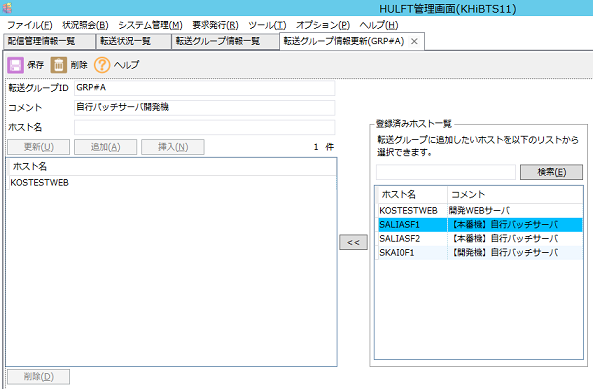 HULFT管理画面(KHiBTS11)
ファイル(F) 状況照会(B) システム管理(M) 要求発行(R) ツール(T) オプション(P) ヘルプ(H)
配信管理情報一覧 転送状況一覧 転送グループ情報一覧 転送グループ情報更新(GRP#A)
保存 削除 ヘルプ
転送グループID GRP#A
コメント 自行バッチサーバ開発機
ホスト名
更新(U) 追加(A) 挿入(I) 1 件
ホスト名
KOSTESTWEB
<<
削除(D)
登録済みホスト一覧
転送グループに追加したいホストを以下のリストから
選択できます。
検索(E)
ホスト名 コメント
KOSTESTWEB 開発WEBサーバ
SALIASF1 【本番機】自行バッチサーバ
SALIASF2 【本番機】自行バッチサーバ
SKAI0F1 【開発機】自行バッチサーバ